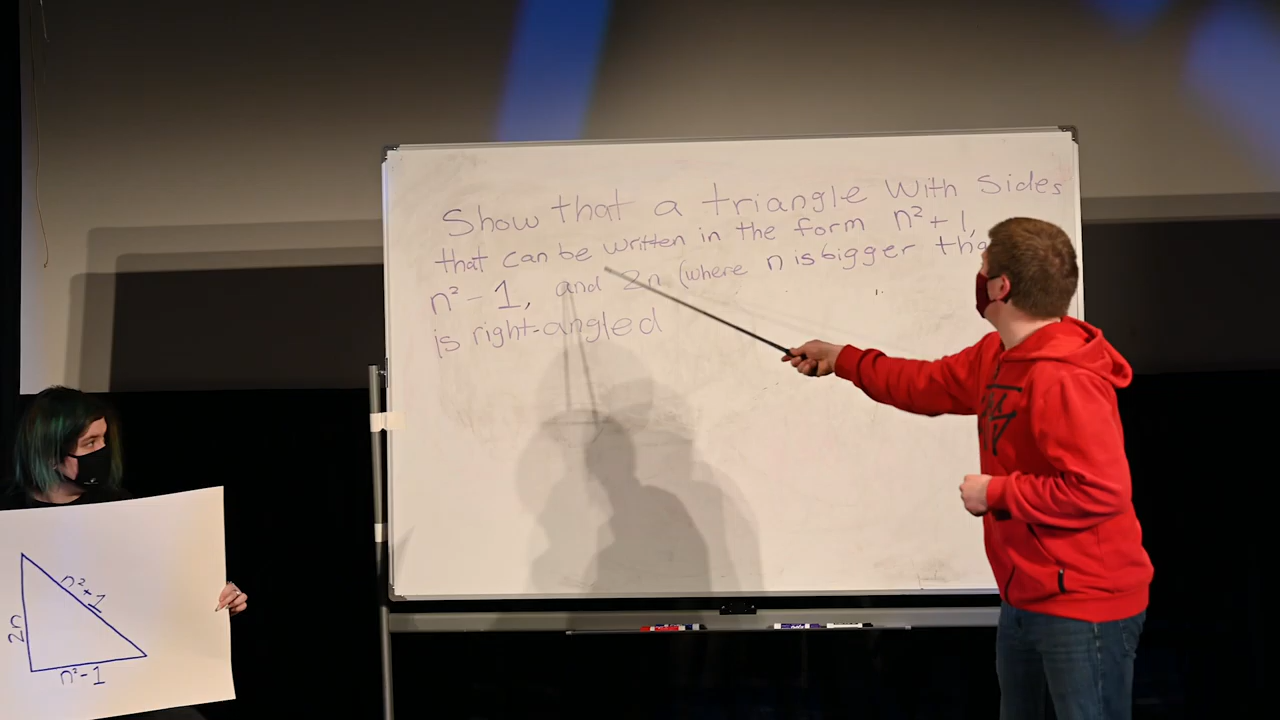 Show that a triangle with sides
that can be written in the form n² + 1,
n² - 1, and 2n (where n is bigger
is right-angled
n² + 1
2n
n² - 1